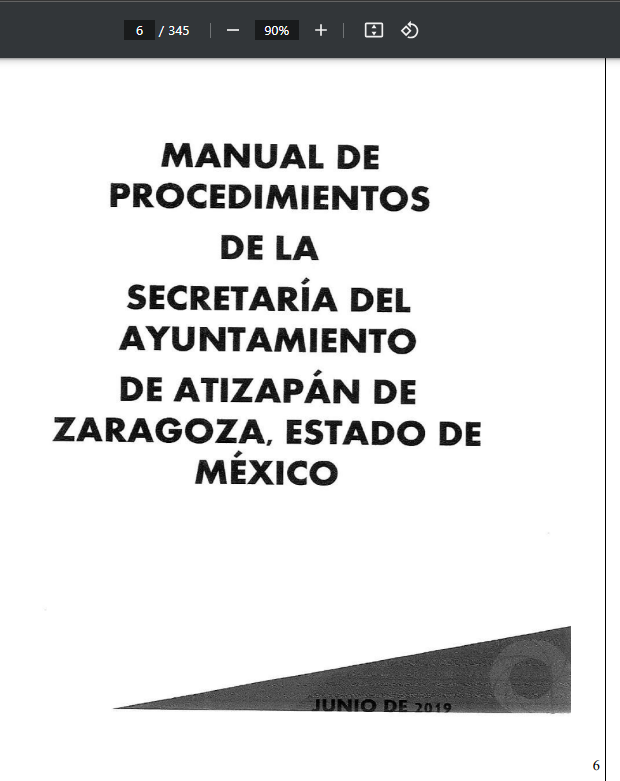 6 / 345 90%
MANUAL DE
PROCEDIMIENTOS
DE LA
SECRETARÍA DEL
AYUNTAMIENTO
DE ATIZAPÁN DE
ZARAGOZA, ESTADO DE
MÉXICO
JUNIO DE 2019
6